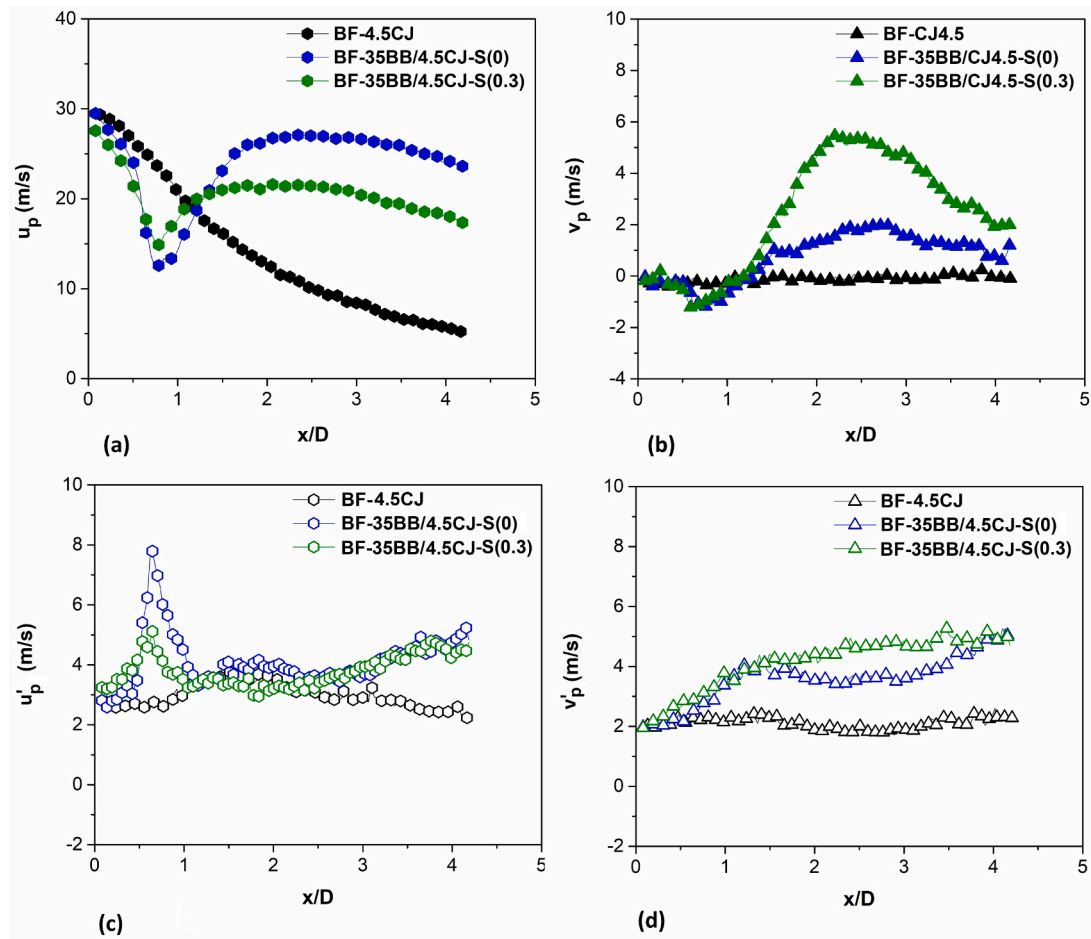 40
30
20
10
0
u_p (m/s)
BF-4.5CJ
BF-35BB/4.5CJ-S(0)
BF-35BB/4.5CJ-S(0.3)
0 1 2 3 4 5
x/D
(a)
10
8
6
4
2
0
-2
-4
v_p (m/s)
BF-CJ4.5
BF-35BB/CJ4.5-S(0)
BF-35BB/CJ4.5-S(0.3)
0 1 2 3 4 5
x/D
(b)
10
8
6
4
2
0
-2
u'_p (m/s)
BF-4.5CJ
BF-35BB/4.5CJ-S(0)
BF-35BB/4.5CJ-S(0.3)
0 1 2 3 4 5
x/D
(c)
10
8
6
4
2
0
-2
v'_p (m/s)
BF-4.5CJ
BF-35BB/4.5CJ-S(0)
BF-35BB/4.5CJ-S(0.3)
0 1 2 3 4 5
x/D
(d)